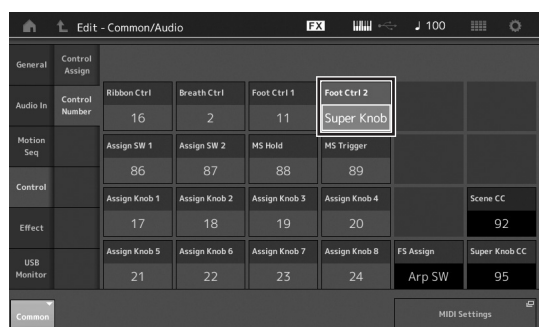 Edit - Common/Audio FX 100
General Control Assign
Audio In Control Number
Ribbon Ctrl Breath Ctrl Foot Ctrl 1 Foot Ctrl 2
16 2 11 Super Knob
Motion Seq Assign SW 1 Assign SW 2 MS Hold MS Trigger
86 87 88 89
Control
Assign Knob 1 Assign Knob 2 Assign Knob 3 Assign Knob 4 Scene CC
Effect 17 18 19 20 92
Assign Knob 5 Assign Knob 6 Assign Knob 7 Assign Knob 8 FS Assign Super Knob CC
USB Monitor 21 22 23 24 Arp SW 95
Common MIDI Settings